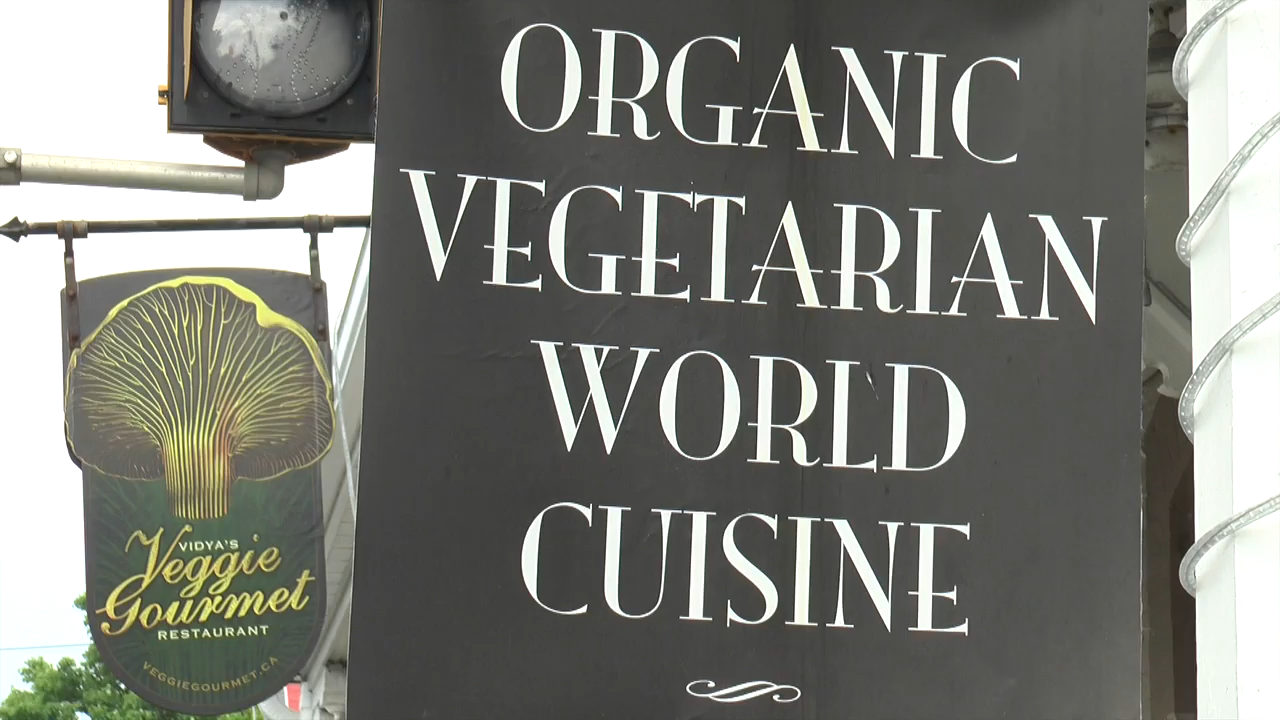 ORGANIC
VEGETARIAN
WORLD
CUISINE
VIDYA'S
Veggie
Gourmet
RESTAURANT
VEGGIEGOURMET.CA